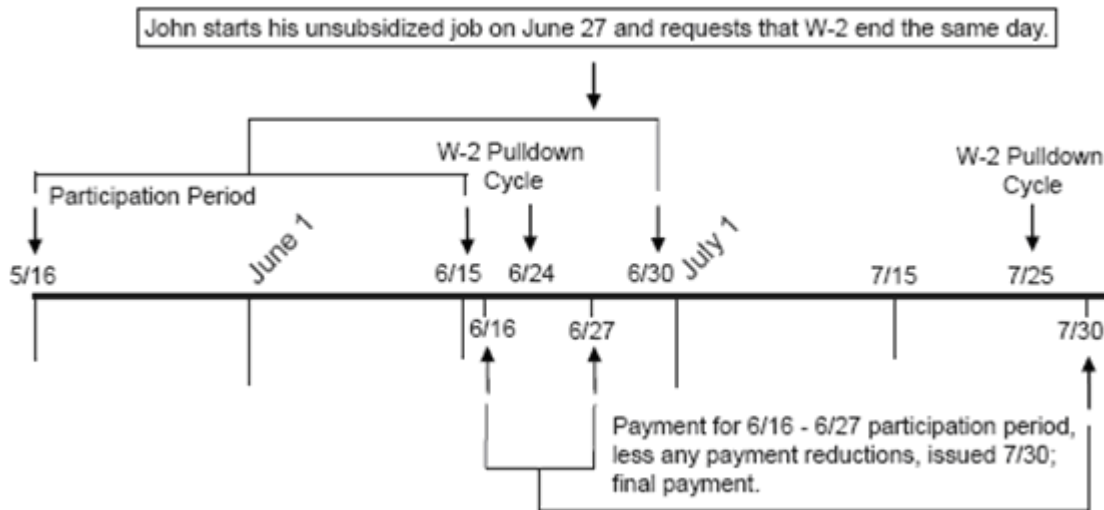 John starts his unsubsidized job on June 27 and requests that W-2 end the same day.
W-2 Pulldown
Cycle
W-2 Pulldown
Cycle
Participation Period
June 1
July 1
5/16
6/15
6/24
6/30
7/15
7/25
6/16
6/27
7/30
Payment for 6/16 - 6/27 participation period,
less any payment reductions, issued 7/30;
final payment.